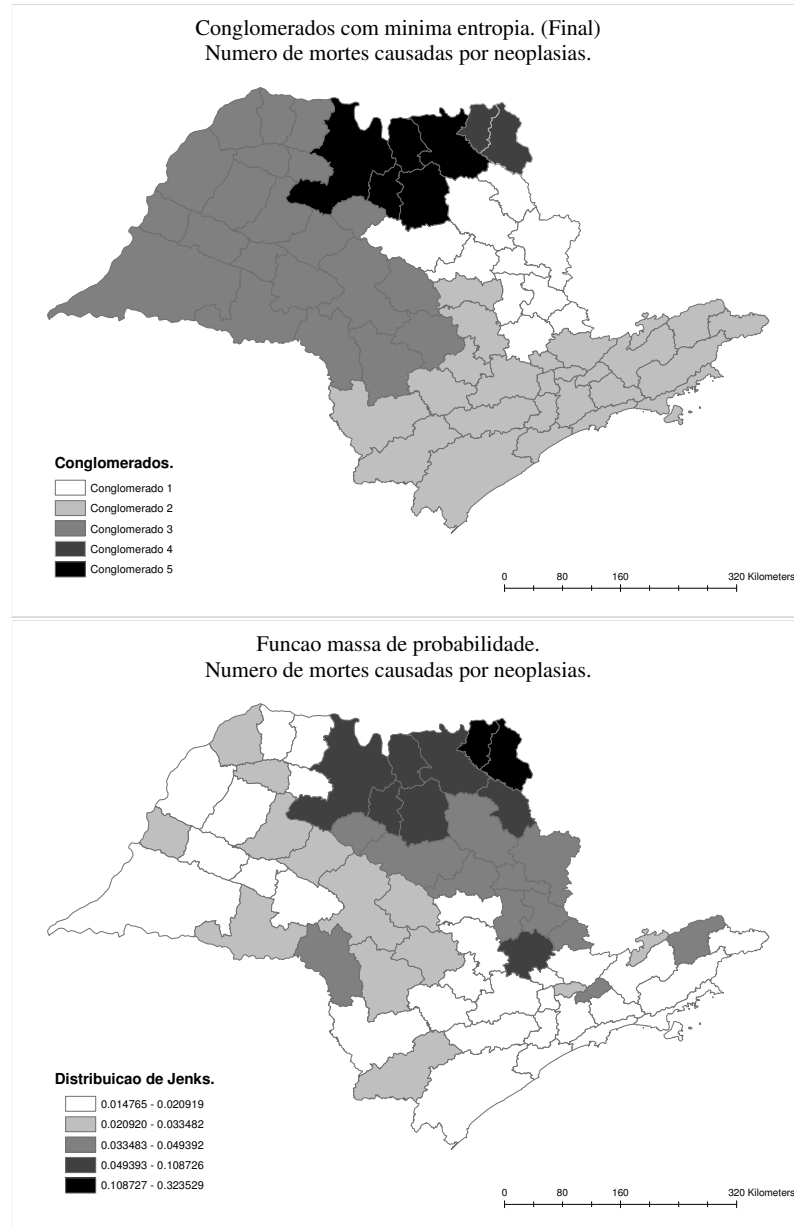 Conglomerados com minima entropia. (Final)
Numero de mortes causadas por neoplasias.
Conglomerados.
Conglomerado 1
Conglomerado 2
Conglomerado 3
Conglomerado 4
Conglomerado 5
0 80 160 320 Kilometers
Funcao massa de probabilidade.
Numero de mortes causadas por neoplasias.
Distribuicao de Jenks.
0.014765 - 0.020919
0.020920 - 0.033482
0.033483 - 0.049392
0.049393 - 0.108726
0.108727 - 0.323529
0 80 160 320 Kilometers